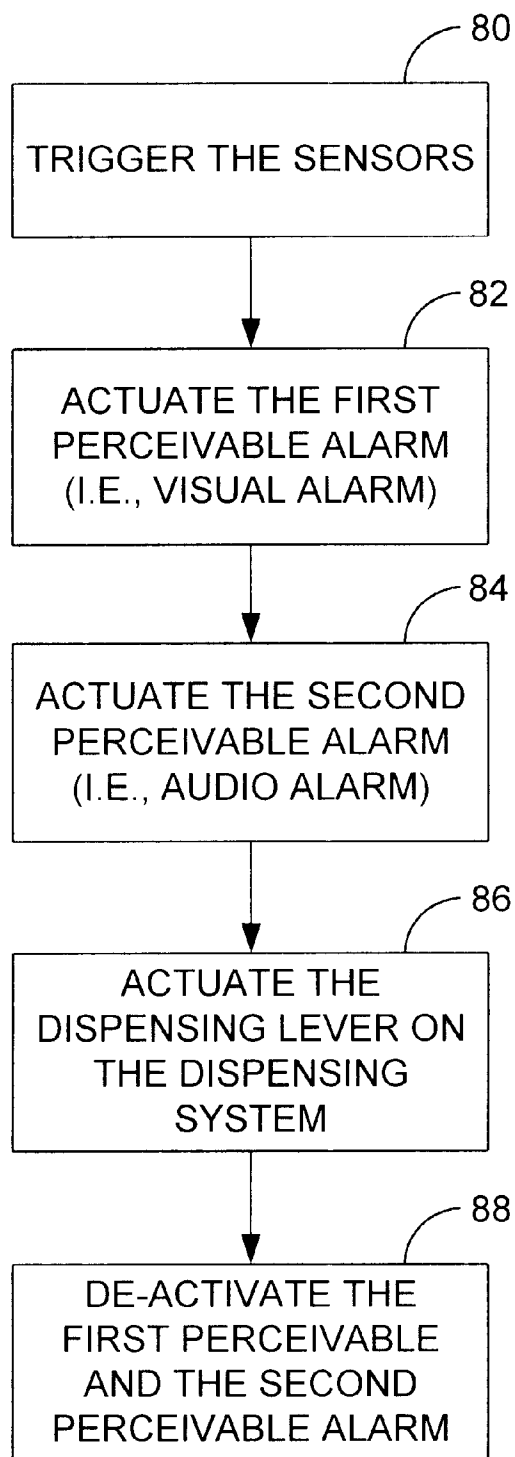 80
TRIGGER THE SENSORS
82
ACTUATE THE FIRST
PERCEIVABLE ALARM
(I.E., VISUAL ALARM)
84
ACTUATE THE SECOND
PERCEIVABLE ALARM
(I.E., AUDIO ALARM)
86
ACTUATE THE
DISPENSING LEVER ON
THE DISPENSING
SYSTEM
88
DE-ACTIVATE THE
FIRST PERCEIVABLE
AND THE SECOND
PERCEIVABLE ALARM